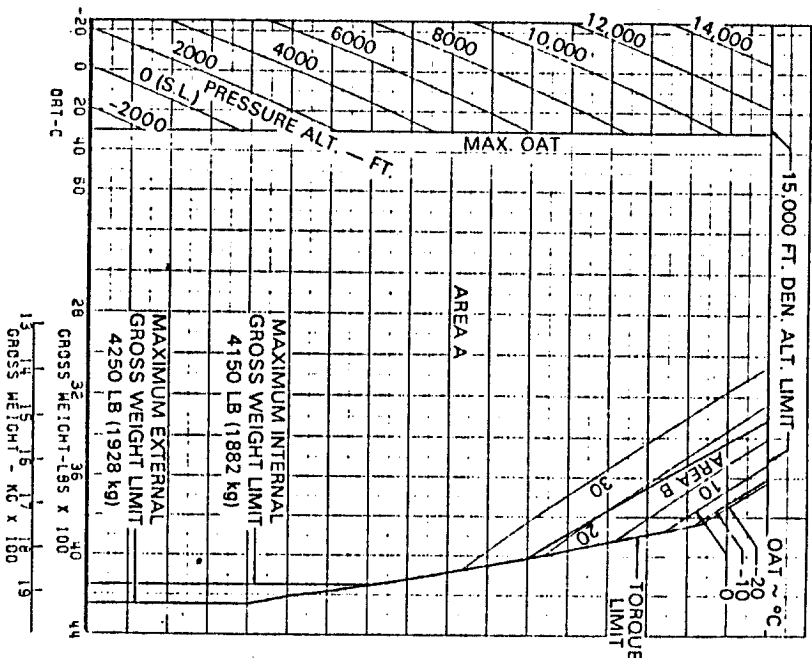 14,000
12,000
10,000
8000
6000
4000
2000
0 (S.L.)
-2000
PRESSURE ALT. — FT.
-20
0
20
40
60
OAT-C
MAX. OAT
15,000 FT. DEN. ALT. LIMIT
AREA A
AREA B
30
20
10
0
-10
-20
OAT ~ °C
TORQUE
LIMIT
MAXIMUM INTERNAL
GROSS WEIGHT LIMIT
4150 LB (1882 kg)
MAXIMUM EXTERNAL
GROSS WEIGHT LIMIT
4250 LB (1928 kg)
28
32
36
40
44
GROSS WEIGHT-LBS X 100
13
14
15
16
17
18
19
GROSS WEIGHT - KG X 100